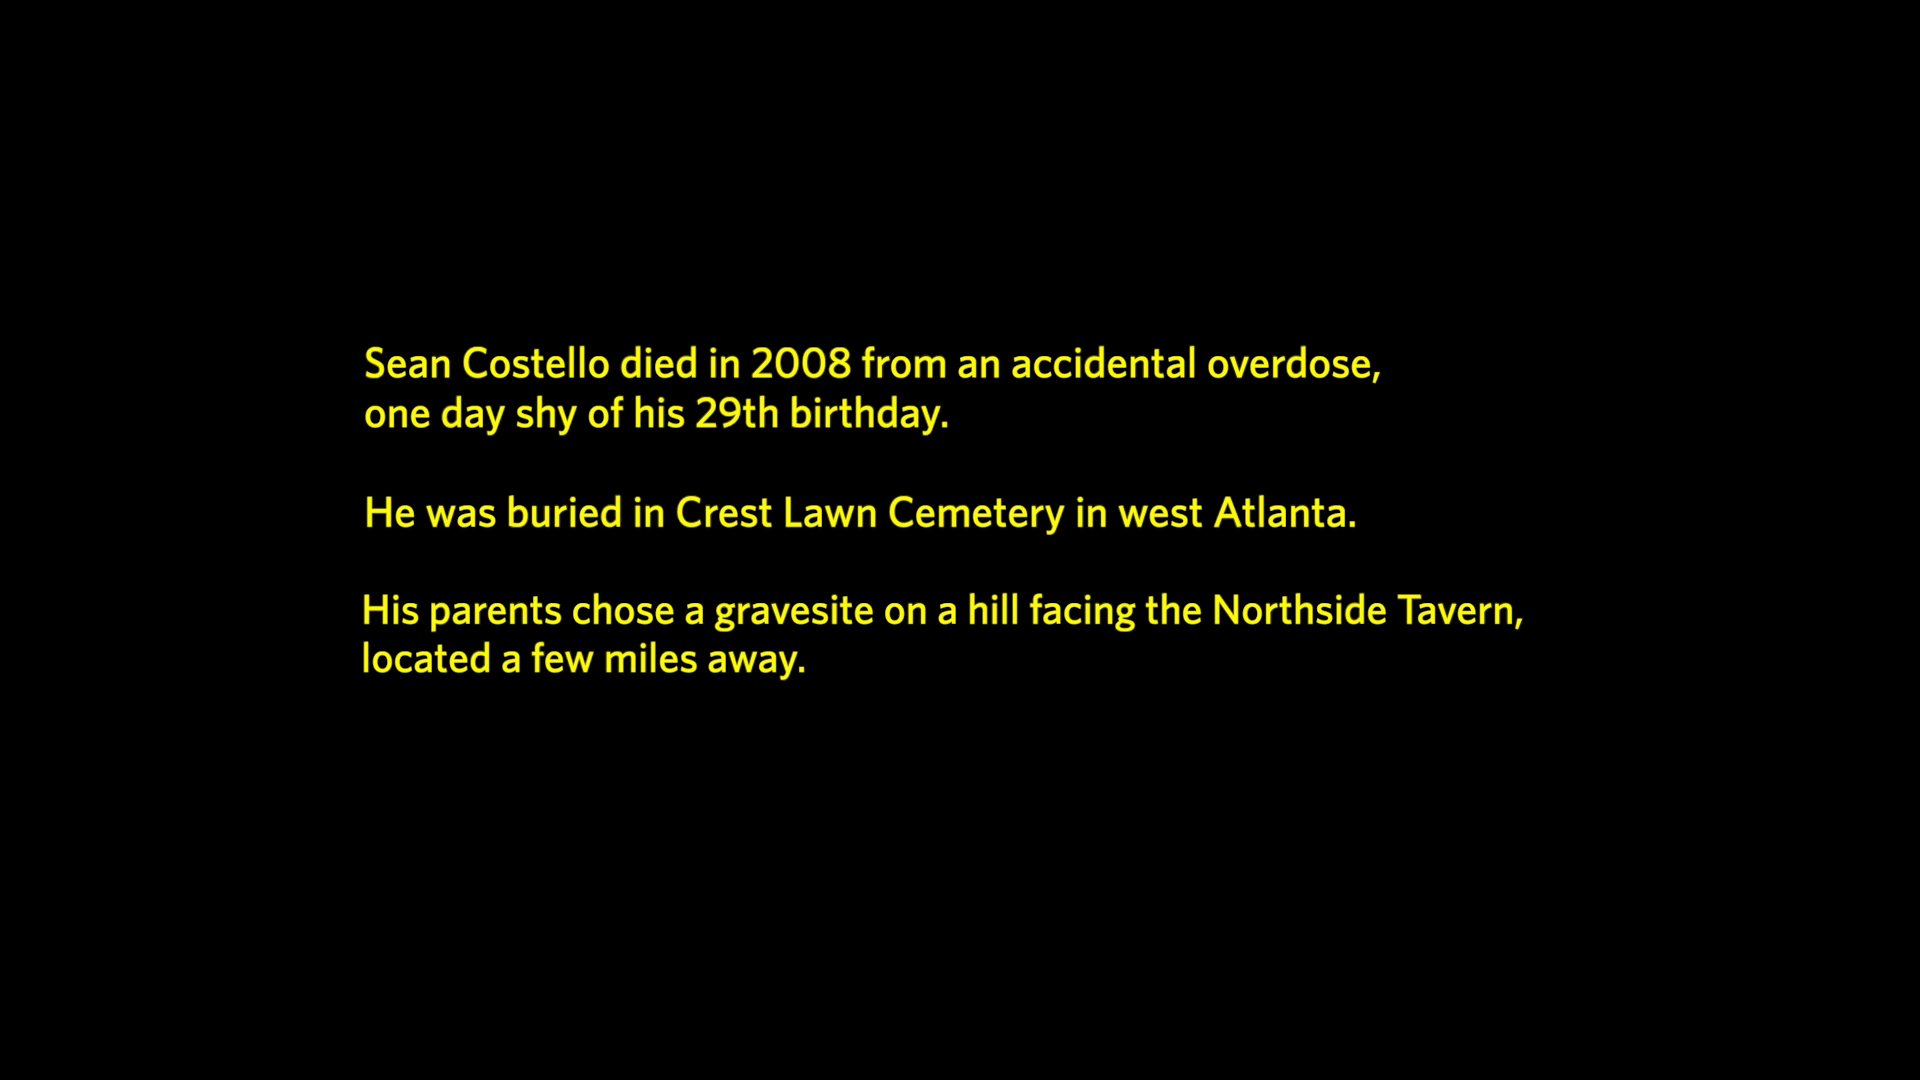 Sean Costello died in 2008 from an accidental overdose,
one day shy of his 29th birthday.
He was buried in Crest Lawn Cemetery in west Atlanta.
His parents chose a gravesite on a hill facing the Northside Tavern,
located a few miles away.